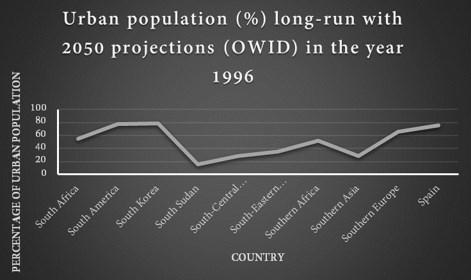 Urban population (%) long-run with
2050 projections (OWID) in the year
1996
PERCENTAGE OF URBAN POPULATION
100
80
60
40
20
0
South Africa
South America
South Korea
South Sudan
South-Central...
South-Eastern...
Southern Africa
Southern Asia
Southern Europe
Spain
COUNTRY